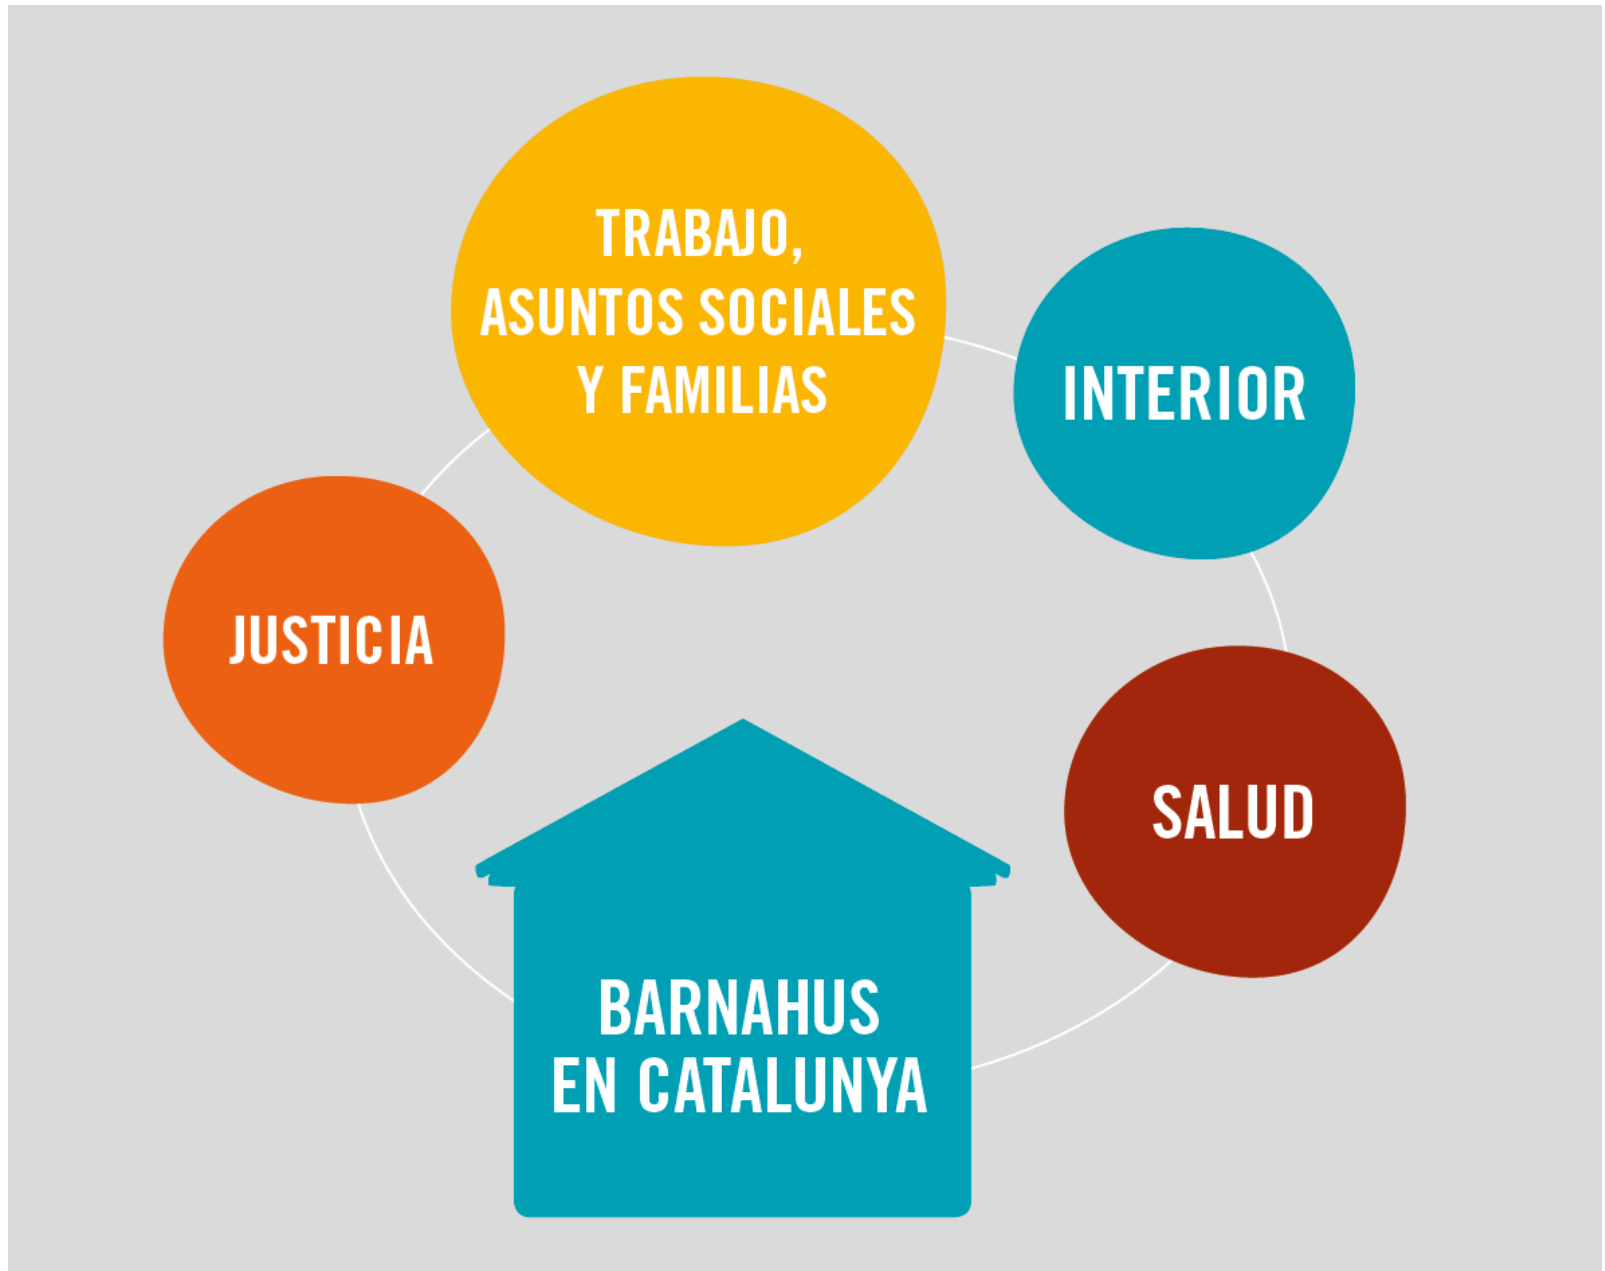 TRABAJO,
ASUNTOS SOCIALES
Y FAMILIAS
INTERIOR
JUSTICIA
SALUD
BARNAHUS
EN CATALUNYA